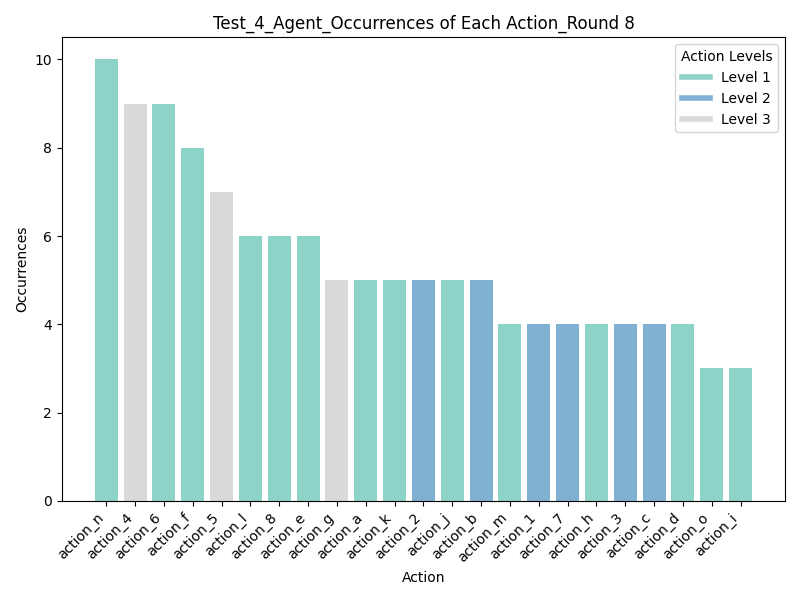 Test_4_Agent_Occurrences of Each Action_Round 8
Action Levels
Level 1
Level 2
Level 3
Occurrences
10
8
6
4
2
0
action_n
action_4
action_6
action_f
action_5
action_l
action_8
action_e
action_g
action_a
action_k
action_2
action_j
action_b
action_m
action_1
action_7
action_h
action_3
action_c
action_d
action_o
action_i
Action